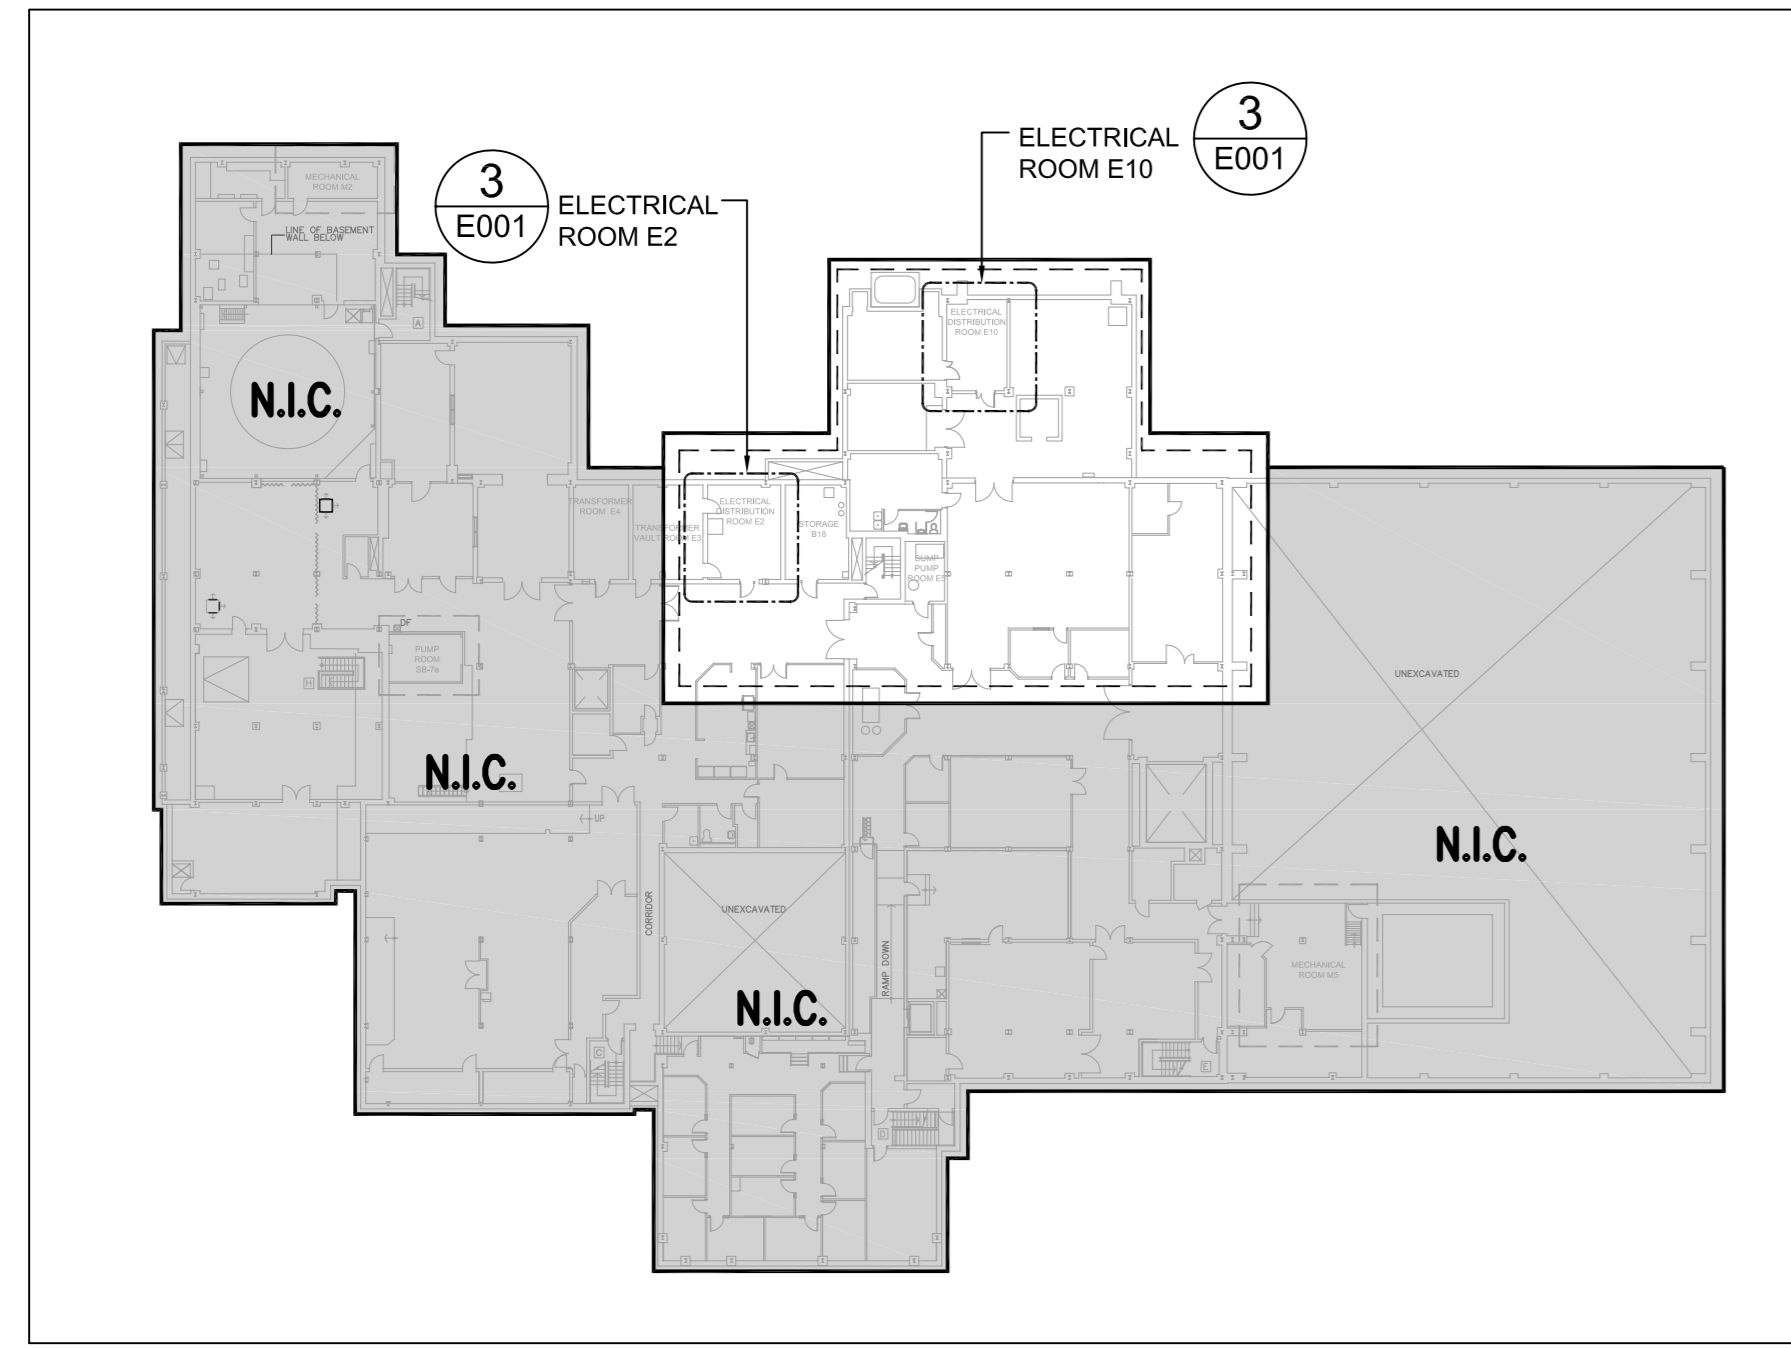 3
E001
ELECTRICAL
ROOM E10
3
E001
ELECTRICAL
ROOM E2
MECHANICAL
ROOM M2
LINE OF BASEMENT
WALL BELOW
A
N.I.C.
ELECTRICAL
DISTRIBUTION
ROOM E10
TRANSFORMER
ROOM E4
TRANSFORMER
VAULT ROOM E3
ELECTRICAL
DISTRIBUTION
ROOM E2
STORAGE
B18
SUMP
PUMP
ROOM E5
DF
PUMP
ROOM
SB-7e
H
N.I.C.
UP
UNEXCAVATED
N.I.C.
CORRIDOR
UNEXCAVATED
N.I.C.
RAMP DOWN
MECHANICAL
ROOM M5
C
E
D